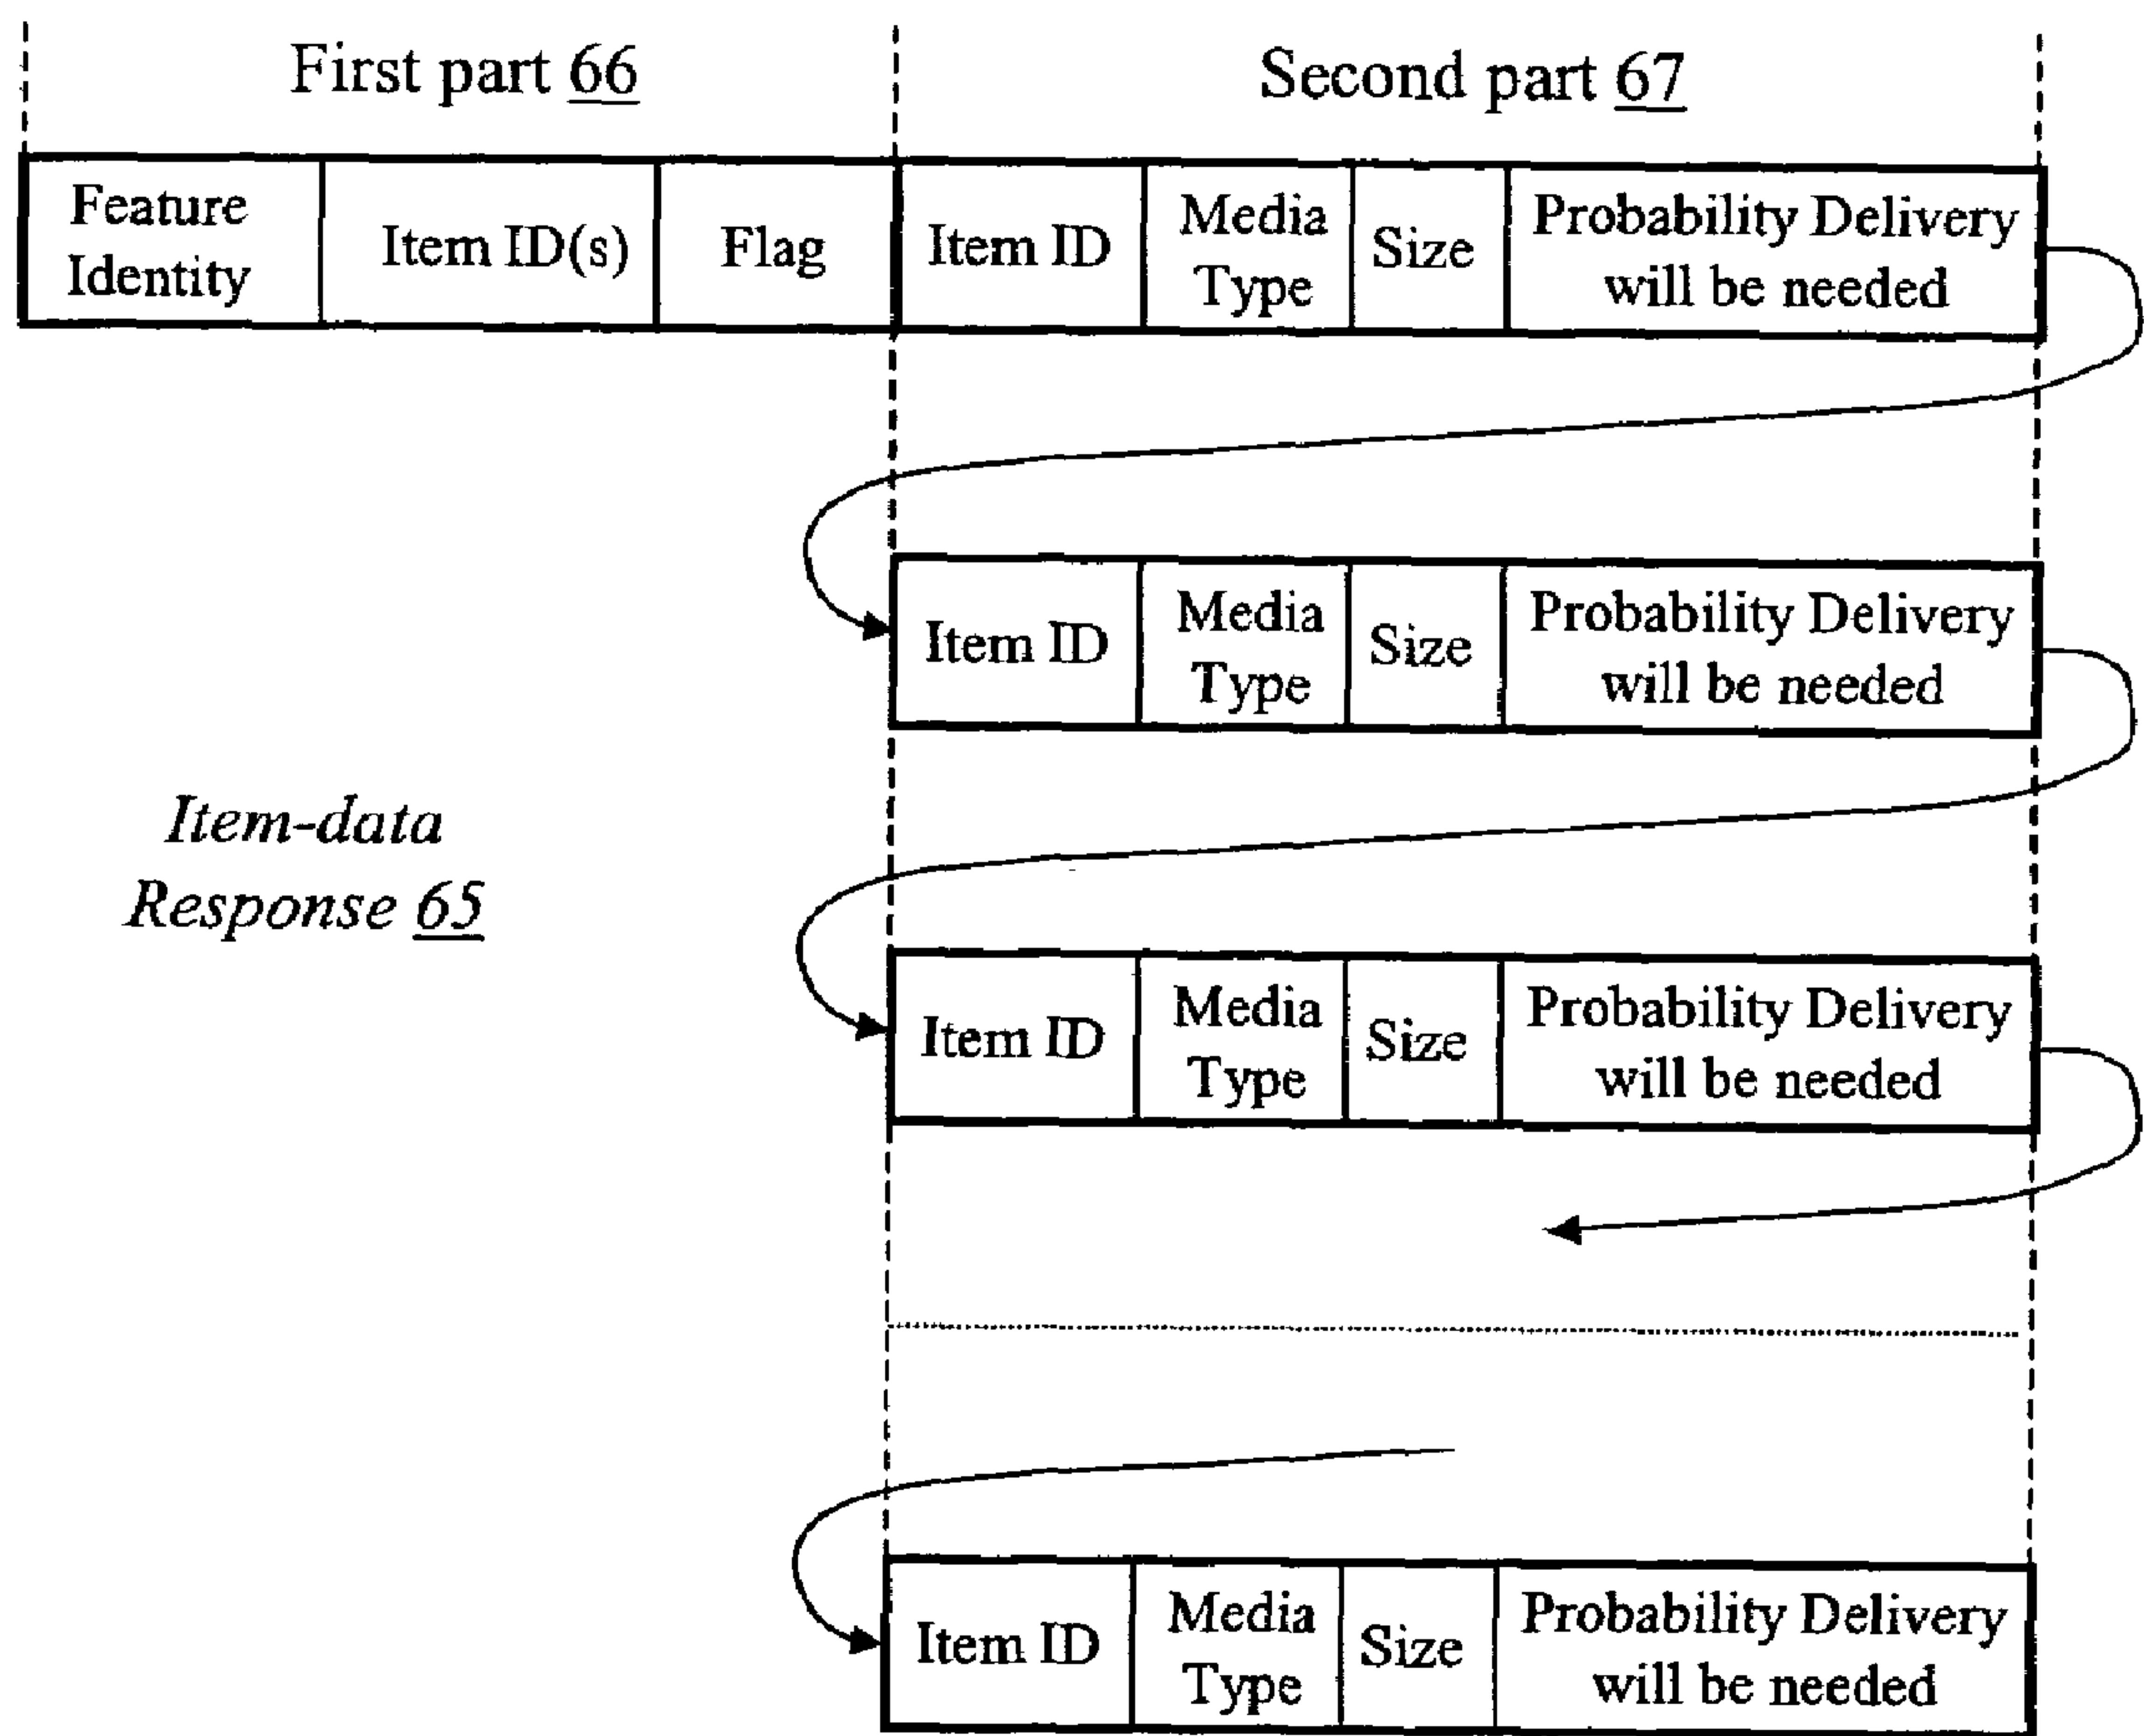 First part 66
Second part 67
Feature
Identity
Item ID(s)
Flag
Item ID
Media
Type
Size
Probability Delivery
will be needed
Item ID
Media
Type
Size
Probability Delivery
will be needed
Item-data
Response 65
Item ID
Media
Type
Size
Probability Delivery
will be needed
Item ID
Media
Type
Size
Probability Delivery
will be needed